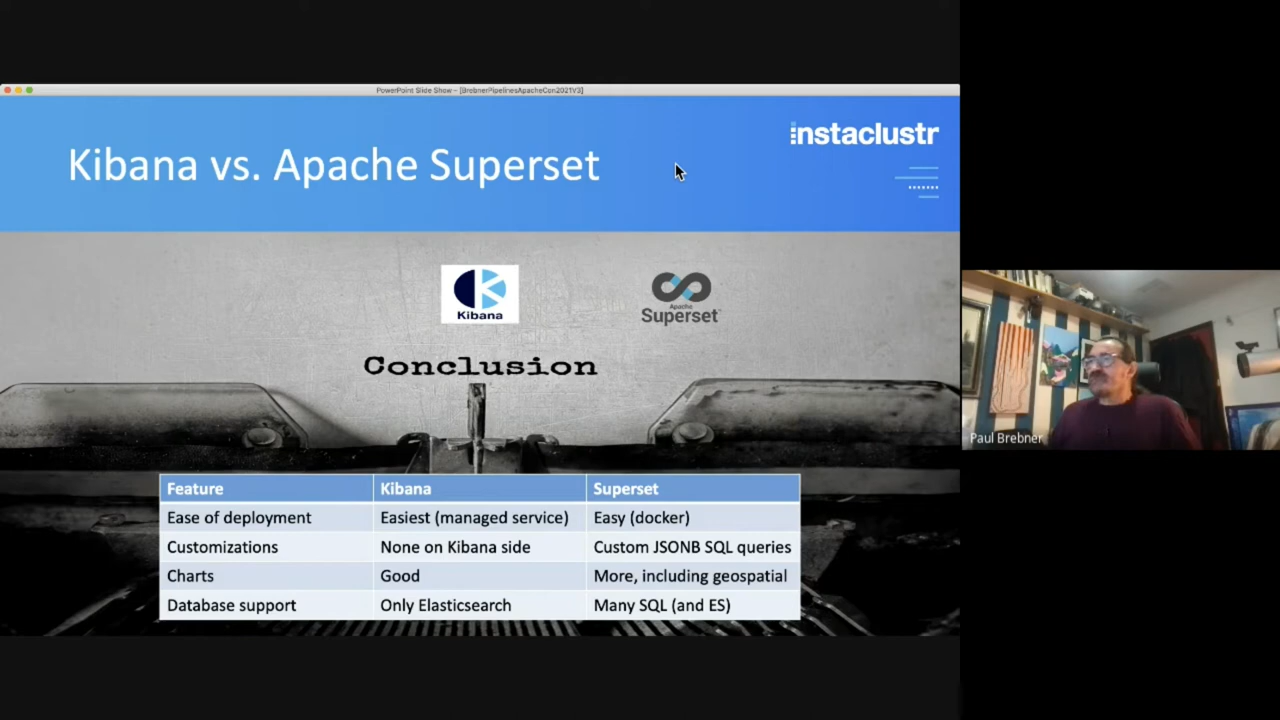 PowerPoint Slide Show - [BrebnerPipelinesApacheCon2021V3]
instaclustr
Kibana vs. Apache Superset
Kibana
Apache
Superset
Conclusion
Feature Kibana Superset
Ease of deployment Easiest (managed service) Easy (docker)
Customizations None on Kibana side Custom JSONB SQL queries
Charts Good More, including geospatial
Database support Only Elasticsearch Many SQL (and ES)
Paul Brebner